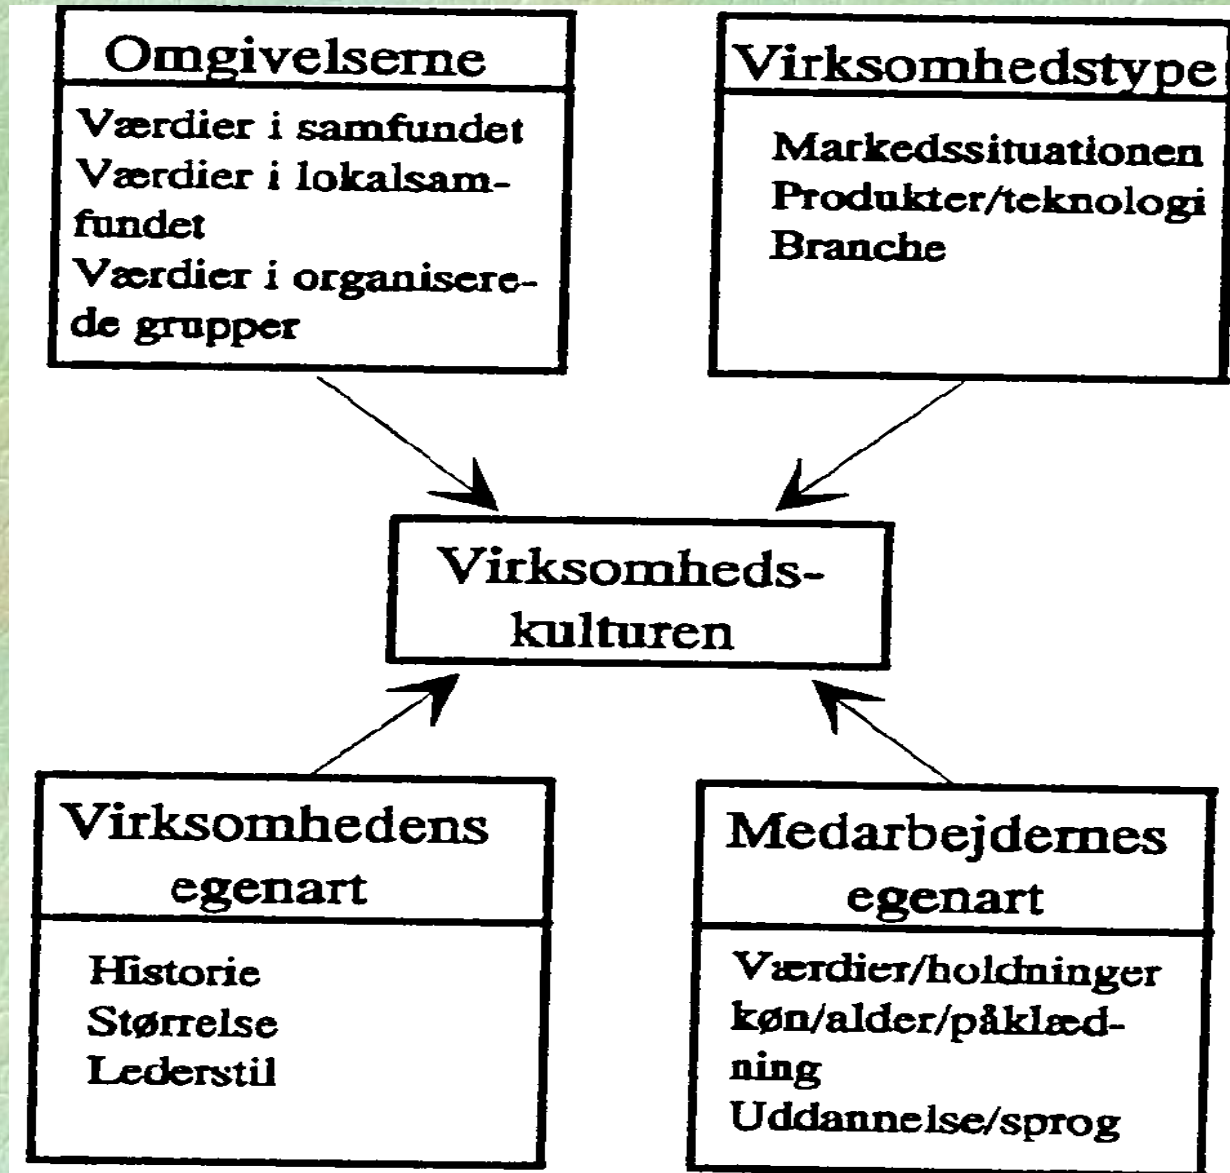 Omgivelserne
Værdier i samfundet
Værdier i lokalsam-
fundet
Værdier i organisere-
de grupper
Virksomhedstype
Markedssituationen
Produkter/teknologi
Branche
Virksomheds-
kulturen
Virksomhedens
egenart
Historie
Størrelse
Lederstil
Medarbejdernes
egenart
Værdier/holdninger
køn/alder/påklæd-
ning
Uddannelse/sprog